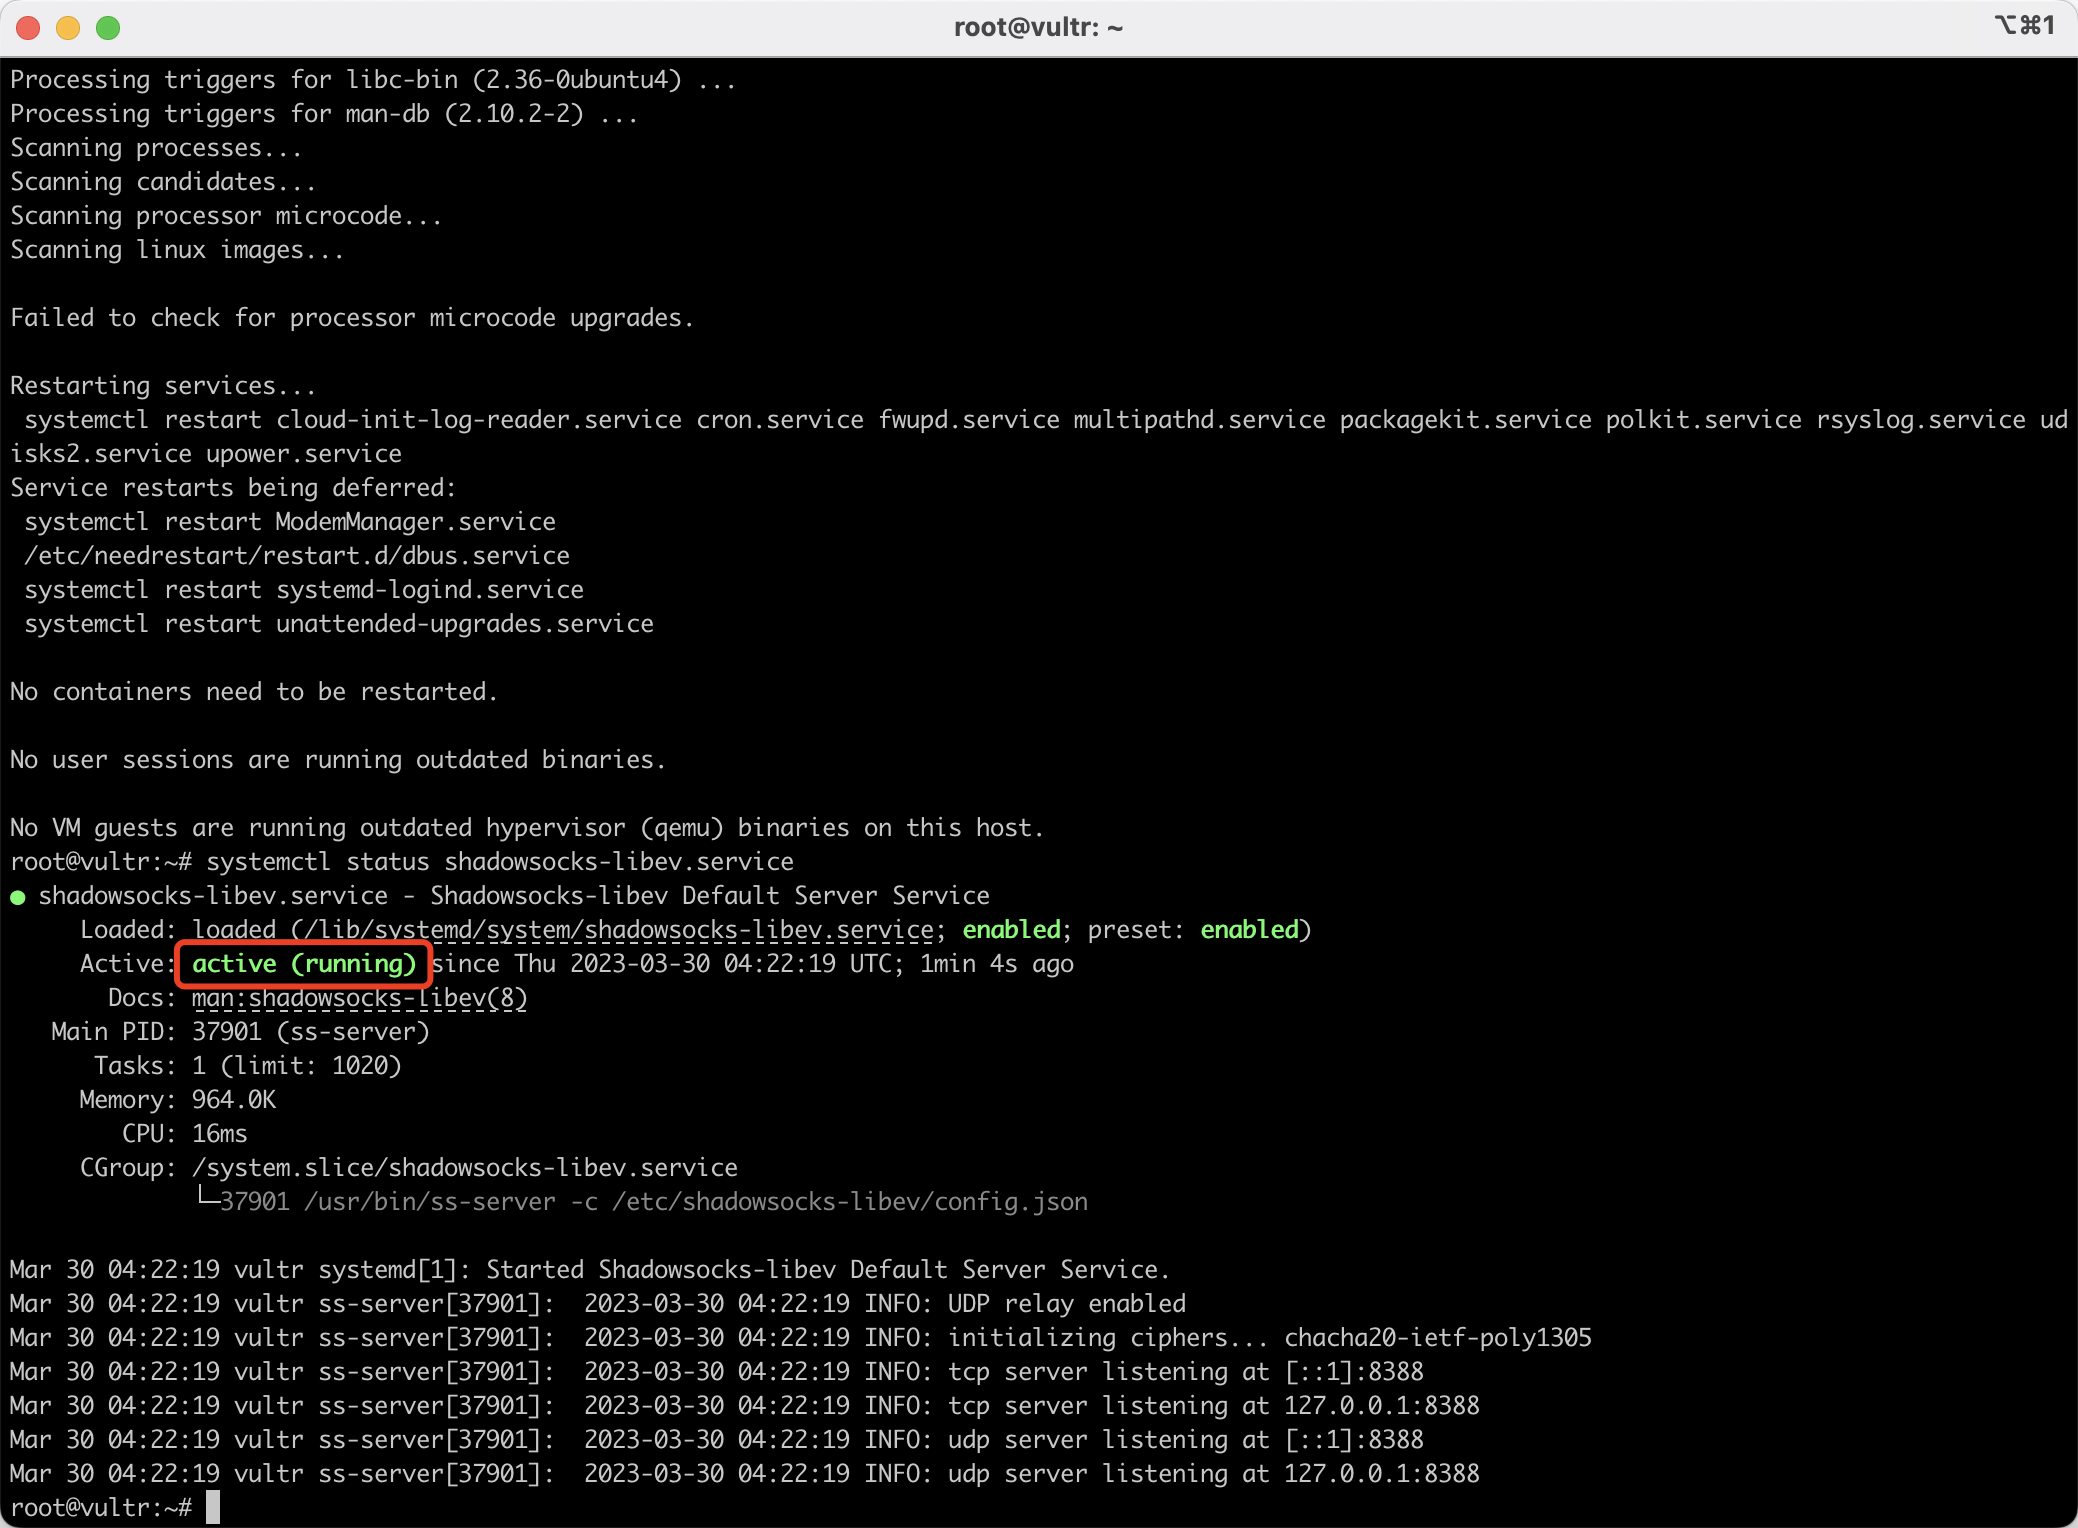 root@vultr: ~
⌥⌘1
Processing triggers for libc-bin (2.36-0ubuntu4) ...
Processing triggers for man-db (2.10.2-2) ...
Scanning processes...
Scanning candidates...
Scanning processor microcode...
Scanning linux images...
Failed to check for processor microcode upgrades.
Restarting services...
 systemctl restart cloud-init-log-reader.service cron.service fwupd.service multipathd.service packagekit.service polkit.service rsyslog.service ud
isks2.service upower.service
Service restarts being deferred:
 systemctl restart ModemManager.service
 /etc/needrestart/restart.d/dbus.service
 systemctl restart systemd-logind.service
 systemctl restart unattended-upgrades.service
No containers need to be restarted.
No user sessions are running outdated binaries.
No VM guests are running outdated hypervisor (qemu) binaries on this host.
root@vultr:~# systemctl status shadowsocks-libev.service
● shadowsocks-libev.service - Shadowsocks-libev Default Server Service
     Loaded: loaded (/lib/systemd/system/shadowsocks-libev.service; enabled; preset: enabled)
     Active: active (running) since Thu 2023-03-30 04:22:19 UTC; 1min 4s ago
       Docs: man:shadowsocks-libev(8)
   Main PID: 37901 (ss-server)
      Tasks: 1 (limit: 1020)
     Memory: 964.0K
        CPU: 16ms
     CGroup: /system.slice/shadowsocks-libev.service
             └─37901 /usr/bin/ss-server -c /etc/shadowsocks-libev/config.json
Mar 30 04:22:19 vultr systemd[1]: Started Shadowsocks-libev Default Server Service.
Mar 30 04:22:19 vultr ss-server[37901]:  2023-03-30 04:22:19 INFO: UDP relay enabled
Mar 30 04:22:19 vultr ss-server[37901]:  2023-03-30 04:22:19 INFO: initializing ciphers... chacha20-ietf-poly1305
Mar 30 04:22:19 vultr ss-server[37901]:  2023-03-30 04:22:19 INFO: tcp server listening at [::1]:8388
Mar 30 04:22:19 vultr ss-server[37901]:  2023-03-30 04:22:19 INFO: tcp server listening at 127.0.0.1:8388
Mar 30 04:22:19 vultr ss-server[37901]:  2023-03-30 04:22:19 INFO: udp server listening at [::1]:8388
Mar 30 04:22:19 vultr ss-server[37901]:  2023-03-30 04:22:19 INFO: udp server listening at 127.0.0.1:8388
root@vultr:~#